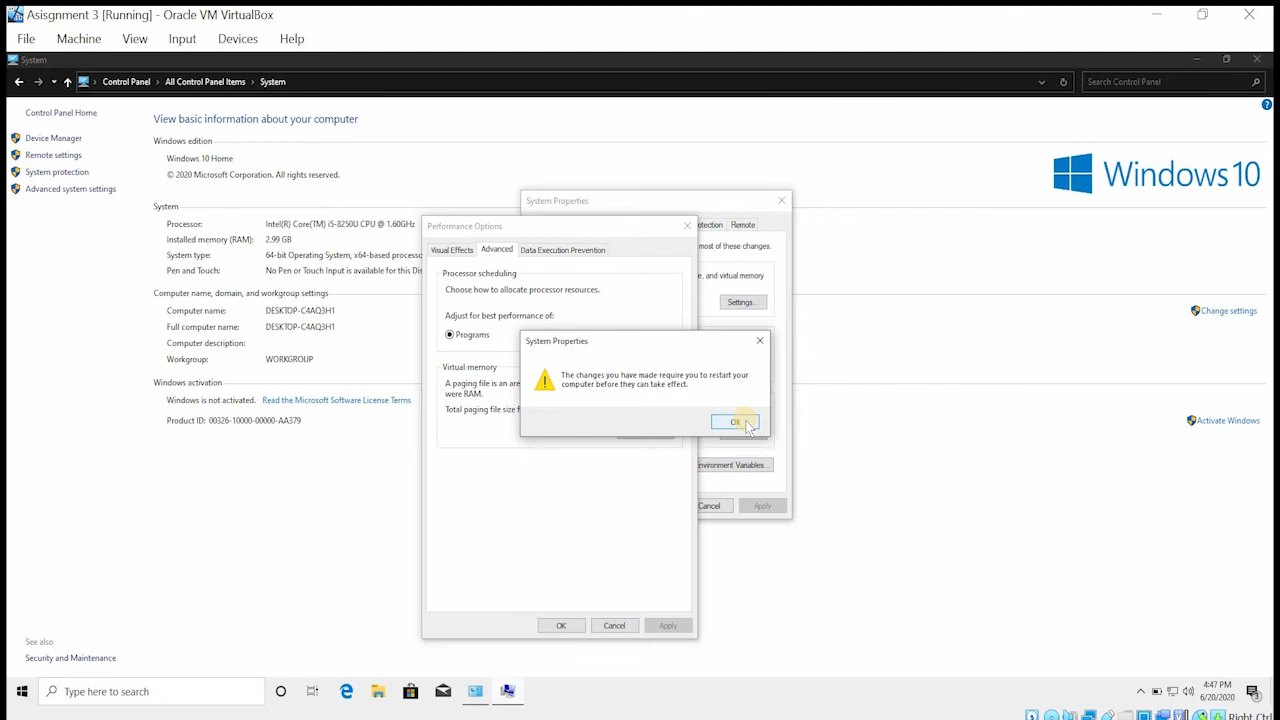 Asisgnment 3 [Running] - Oracle VM VirtualBox
File Machine View Input Devices Help
System
Control Panel > All Control Panel Items > System
Search Control Panel
Control Panel Home
Device Manager
Remote settings
System protection
Advanced system settings
View basic information about your computer
Windows edition
Windows 10 Home
© 2020 Microsoft Corporation. All rights reserved.
Windows 10
System
Processor: Intel(R) Core(TM) i5-8250U CPU @ 1.60GHz
Installed memory (RAM): 2.99 GB
System type: 64-bit Operating System, x64-based
Pen and Touch: No Pen or Touch Input is available for this
Computer name, domain, and workgroup settings
Computer name: DESKTOP-C4AQ3H1
Full computer name: DESKTOP-C4AQ3H1
Computer description:
Workgroup: WORKGROUP
Change settings
Windows activation
Windows is not activated. Read the Microsoft Software License Terms
Product ID: 00326-10000-00000-AA379
Activate Windows
System Properties
Remote
most of these changes.
, and virtual memory
Settings...
Environment Variables...
Cancel Apply
Performance Options
Visual Effects Advanced Data Execution Prevention
Processor scheduling
Choose how to allocate processor resources.
Adjust for best performance of:
Programs
Virtual memory
A paging file is an
were RAM.
Total paging file size
OK Cancel Apply
System Properties
The changes you have made require you to restart your
computer before they can take effect.
OK
See also
Security and Maintenance
Type here to search
4:47 PM
6/20/2020
Right Ctrl